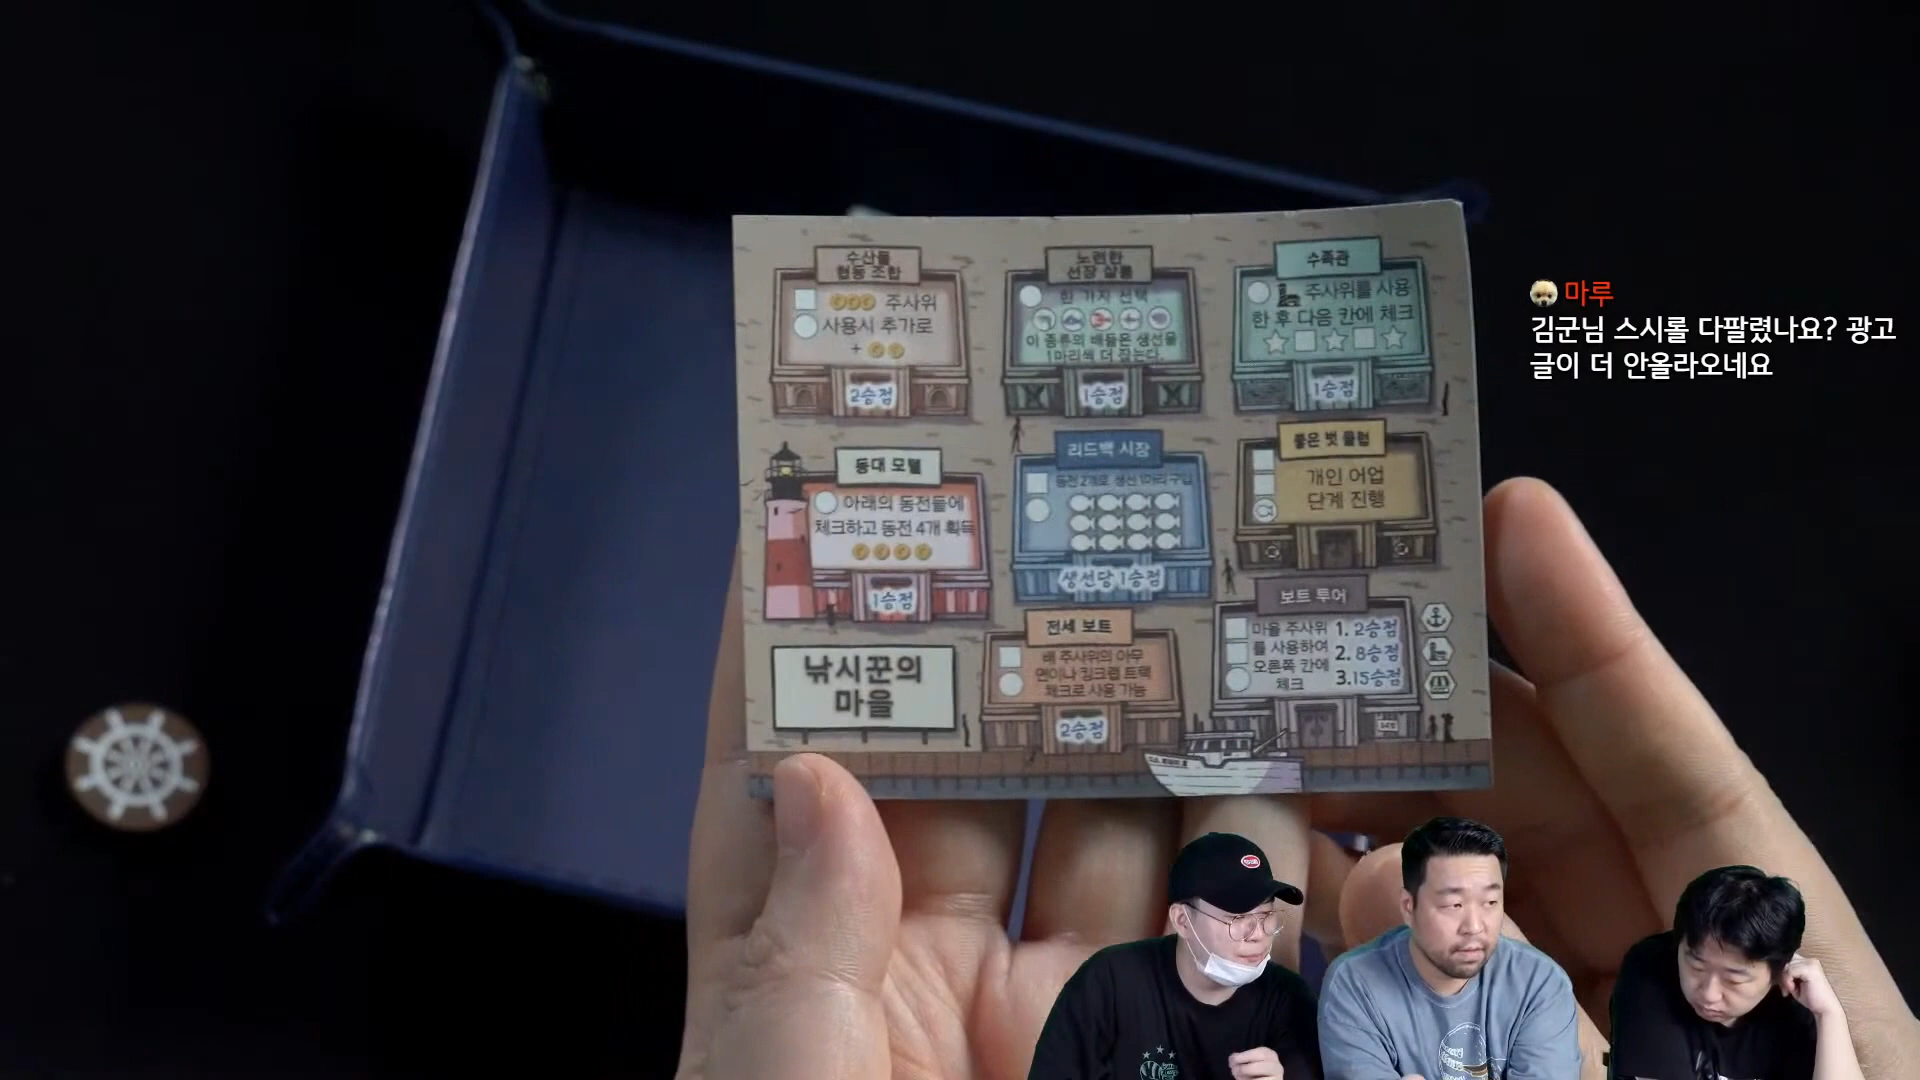 수산물
협동 조합
주사위
사용시 추가로
+
2승점
노련한
선장 살롱
한 가지 선택
이 종류의 배들은 생선을
1마리씩 더 잡는다.
1승점
수족관
주사위를 사용
한 후 다음 칸에 체크
1승점
등대 모텔
아래의 동전들에
체크하고 동전 4개 획득
1승점
리드백 시장
동전 2개로 생선 1마리 구입
생선당 1승점
좋은 벗 클럽
개인 어업
단계 진행
낚시꾼의
마을
전세 보트
배 주사위의 아무
면이나 킹크랩 트랙
체크로 사용 가능
2승점
보트 투어
마을 주사위
를 사용하여
오른쪽 칸에
체크
1. 2승점
2. 8승점
3. 15승점
마루
김군님 스시롤 다팔렸나요? 광고
글이 더 안올라오네요